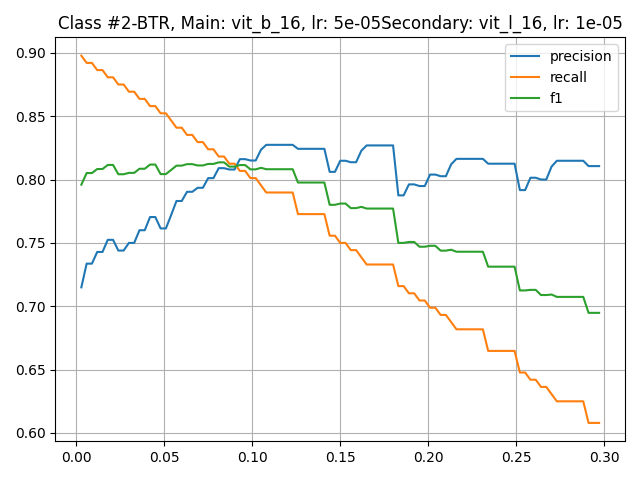 Class #2-BTR, Main: vit_b_16, lr: 5e-05Secondary: vit_l_16, lr: 1e-05
precision
recall
f1
0.90
0.85
0.80
0.75
0.70
0.65
0.60
0.00 0.05 0.10 0.15 0.20 0.25 0.30